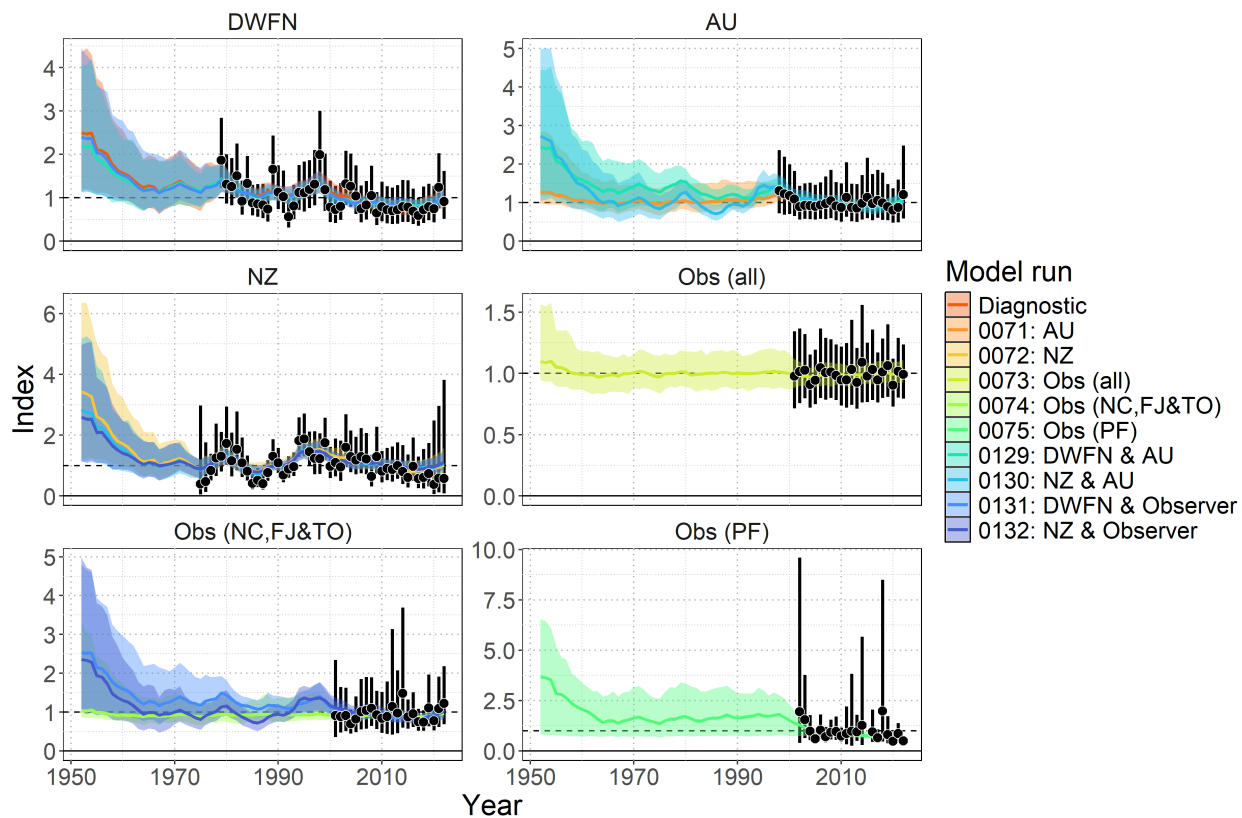 DWFN
AU
4
3
2
1
0
5
4
3
2
1
0
NZ
Obs (all)
6
4
2
0
1.5
1.0
0.5
0.0
Index
Obs (NC,FJ&TO)
Obs (PF)
5
4
3
2
1
0
10.0
7.5
5.0
2.5
0.0
1950 1970 1990 2010
1950 1970 1990 2010
Year
Model run
Diagnostic
0071: AU
0072: NZ
0073: Obs (all)
0074: Obs (NC,FJ&TO)
0075: Obs (PF)
0129: DWFN & AU
0130: NZ & AU
0131: DWFN & Observer
0132: NZ & Observer